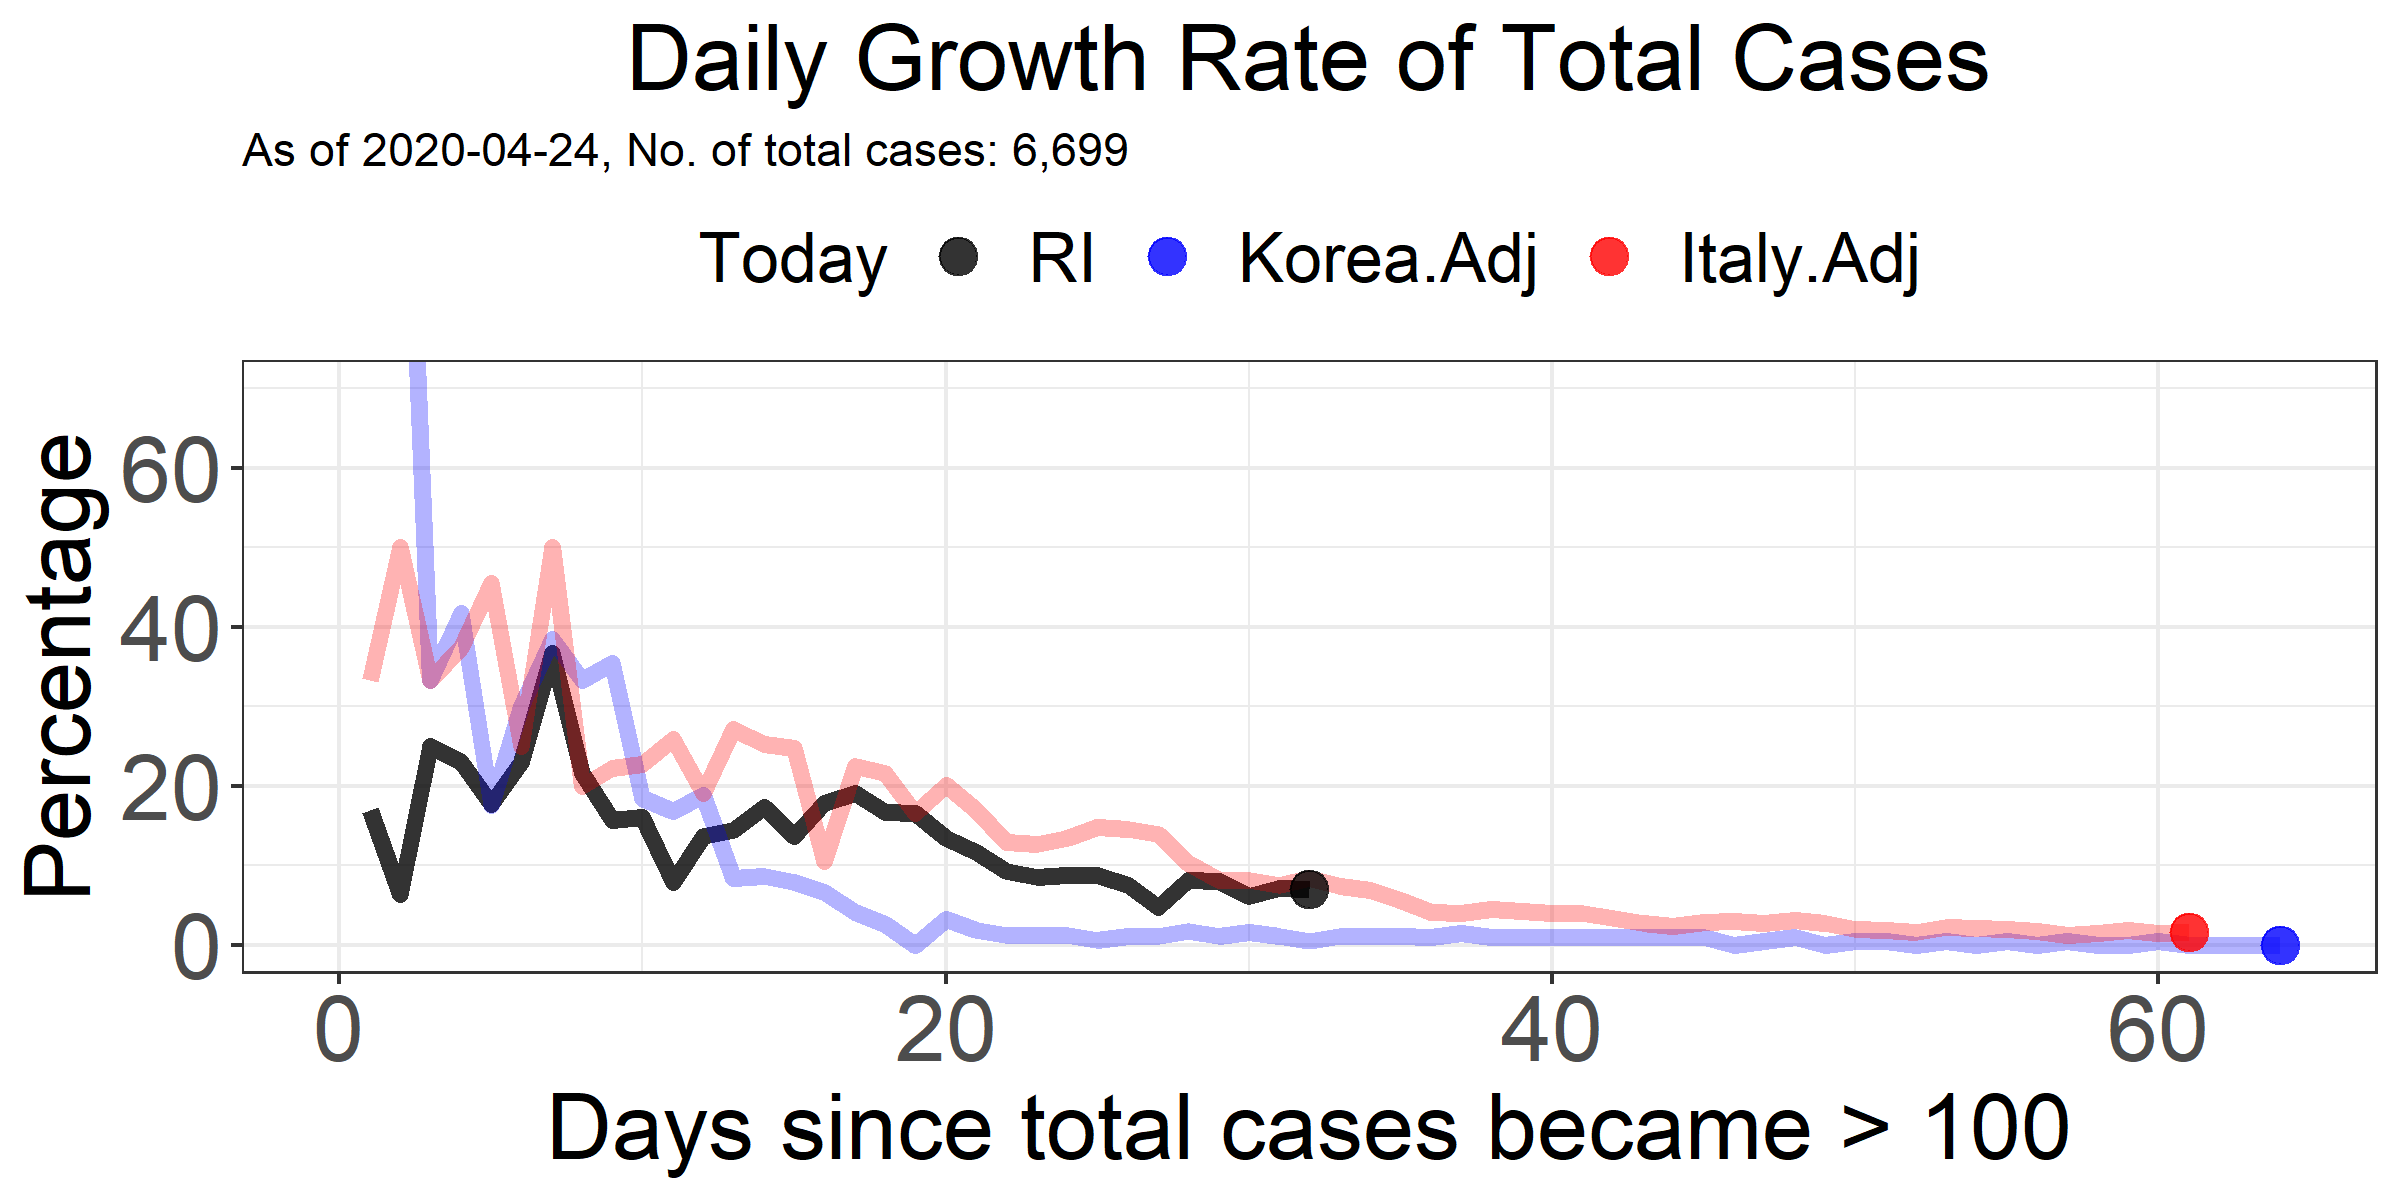 Daily Growth Rate of Total Cases
As of 2020-04-24, No. of total cases: 6,699
Today RI Korea.Adj Italy.Adj
Percentage
60
40
20
0
0 20 40 60
Days since total cases became > 100